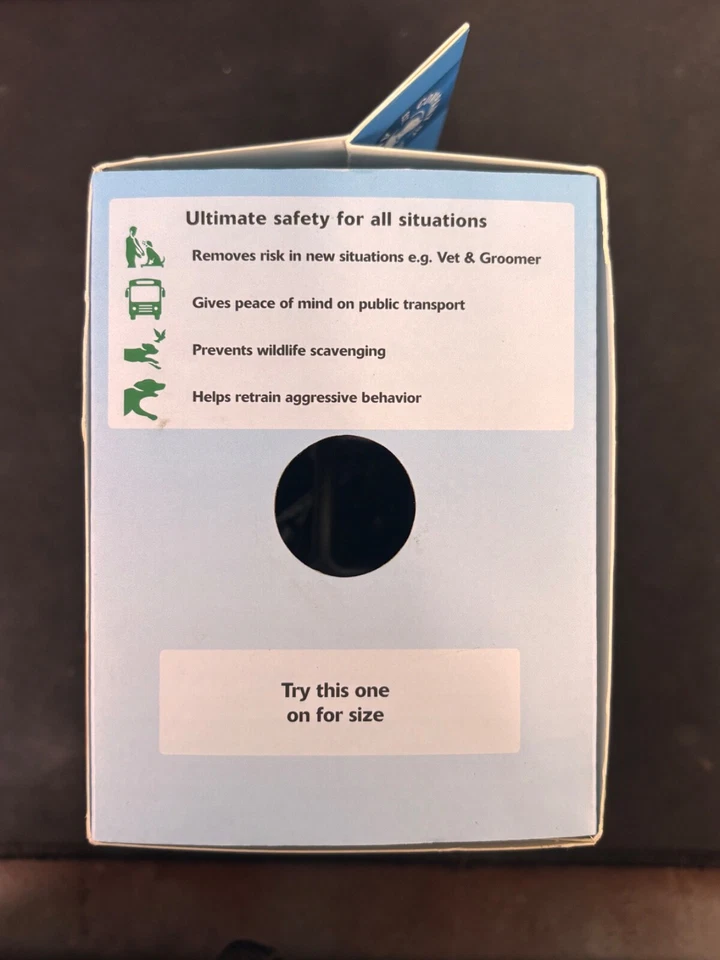 Ultimate safety for all situations
Removes risk in new situations e.g. Vet & Groomer
Gives peace of mind on public transport
Prevents wildlife scavenging
Helps retrain aggressive behavior
Try this one
on for size